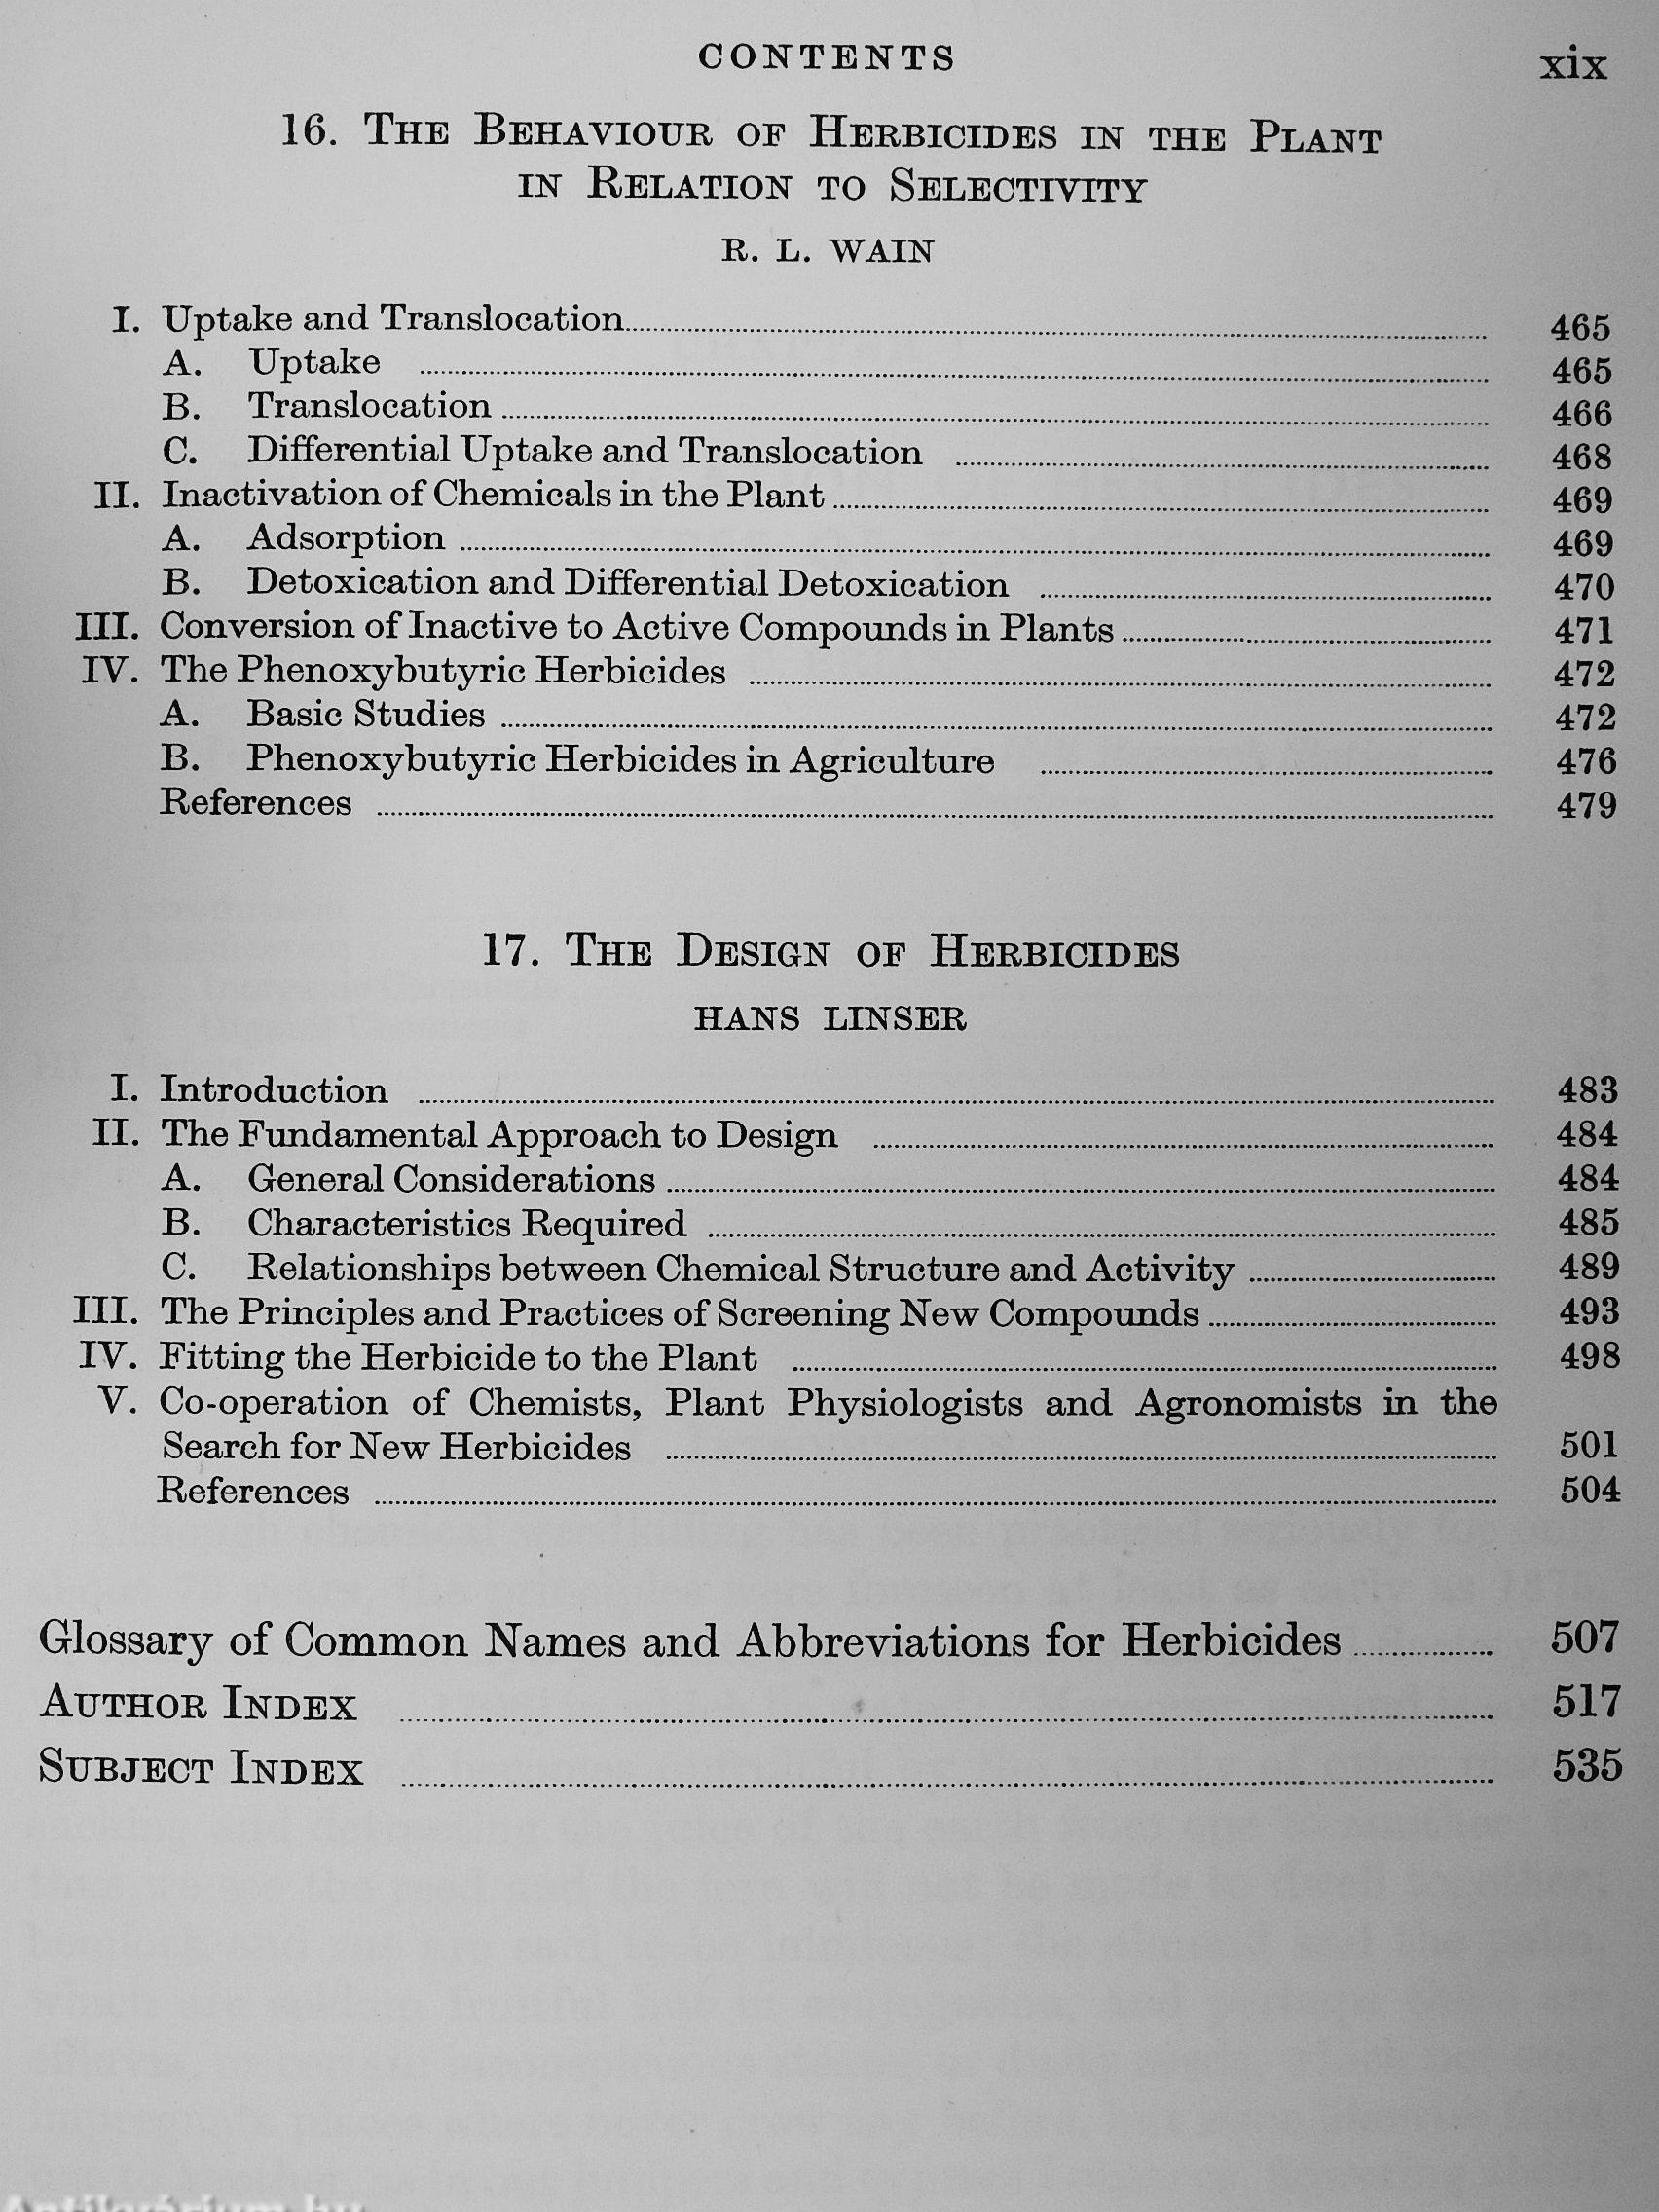 CONTENTS xix
16. The Behaviour of Herbicides in the Plant
in Relation to Selectivity
R. L. WAIN
I. Uptake and Translocation 465
A. Uptake 465
B. Translocation 466
C. Differential Uptake and Translocation 468
II. Inactivation of Chemicals in the Plant 469
A. Adsorption 469
B. Detoxication and Differential Detoxication 470
III. Conversion of Inactive to Active Compounds in Plants 471
IV. The Phenoxybutyric Herbicides 472
A. Basic Studies 472
B. Phenoxybutyric Herbicides in Agriculture 476
References 479
17. The Design of Herbicides
HANS LINSER
I. Introduction 483
II. The Fundamental Approach to Design 484
A. General Considerations 484
B. Characteristics Required 485
C. Relationships between Chemical Structure and Activity 489
III. The Principles and Practices of Screening New Compounds 493
IV. Fitting the Herbicide to the Plant 498
V. Co-operation of Chemists, Plant Physiologists and Agronomists in the
Search for New Herbicides 501
References 504
Glossary of Common Names and Abbreviations for Herbicides 507
Author Index 517
Subject Index 535